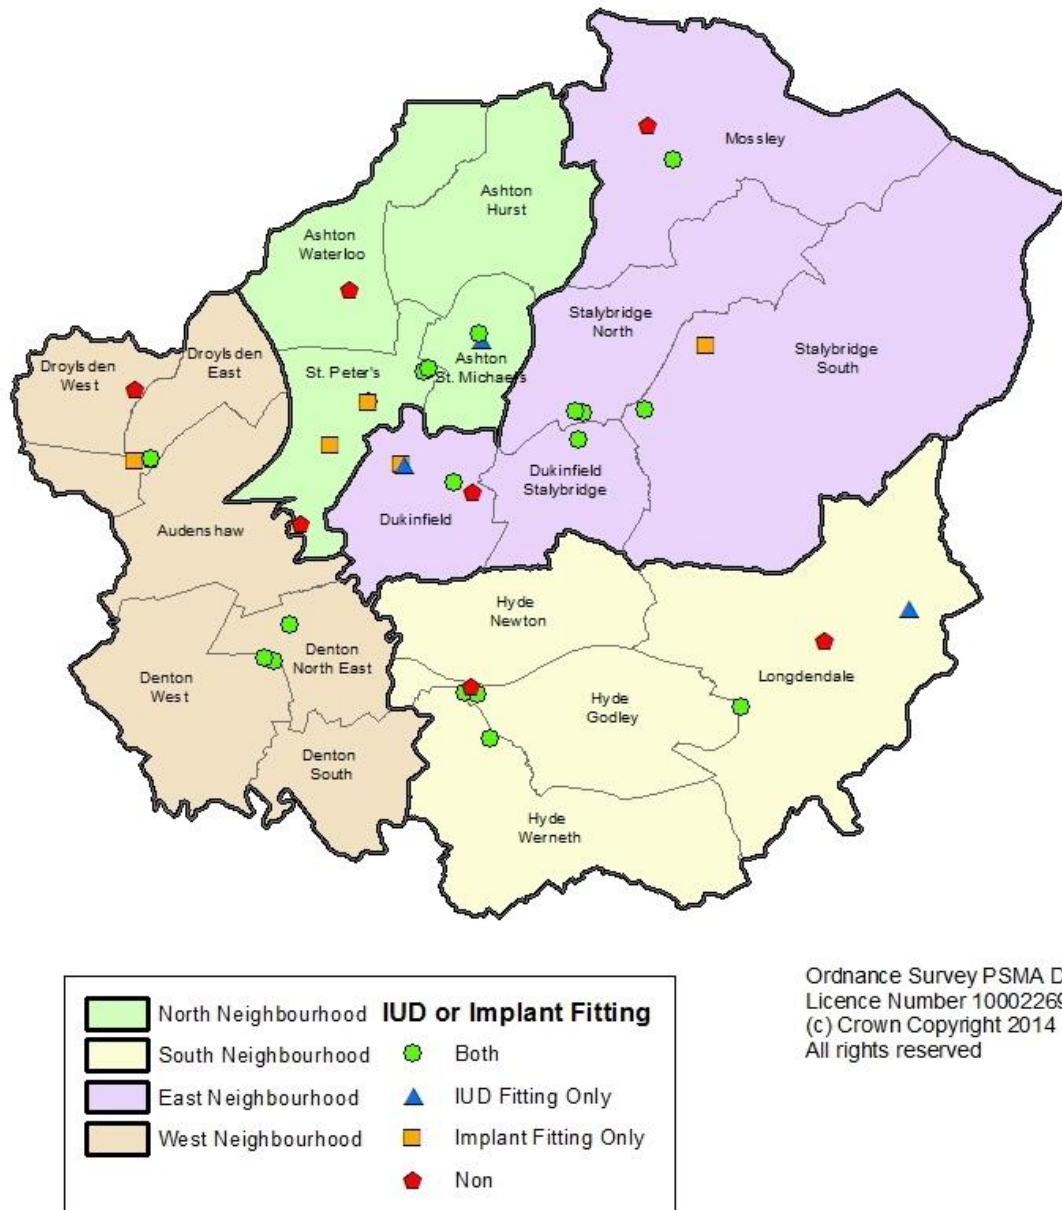 Mossley
Ashton
Hurst
Ashton
Waterloo
Stalybridge
North
Stalybridge
South
Droylsden
East
Droylsden
West
St. Peter's
Ashton
St. Michaels
Dukinfield
Stalybridge
Dukinfield
Audenshaw
Hyde
Newton
Denton
North East
Longdendale
Denton
West
Hyde
Godley
Denton
South
Hyde
Werneth
North Neighbourhood
South Neighbourhood
East Neighbourhood
West Neighbourhood
IUD or Implant Fitting
Both
IUD Fitting Only
Implant Fitting Only
Non
Ordnance Survey PSMA D
Licence Number 10002269
(c) Crown Copyright 2014
All rights reserved